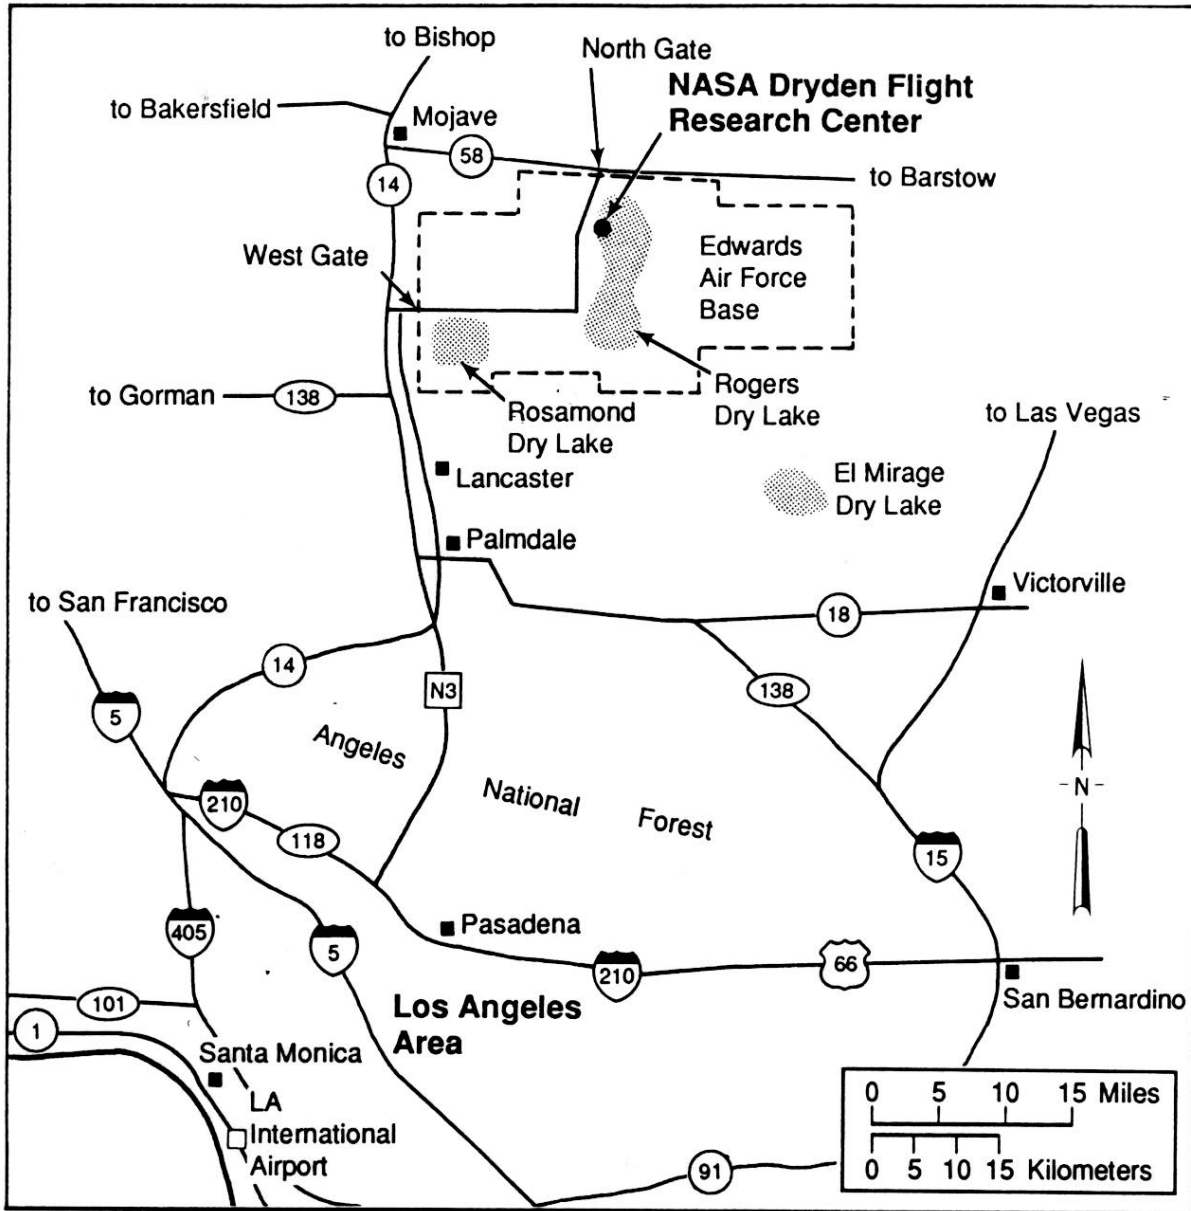 to Bishop
North Gate
NASA Dryden Flight
Research Center
to Bakersfield
Mojave
58
to Barstow
14
West Gate
Edwards
Air Force
Base
to Gorman
138
Rogers
Dry Lake
Rosamond
Dry Lake
to Las Vegas
Lancaster
El Mirage
Dry Lake
Palmdale
Victorville
to San Francisco
18
14
N3
138
5
Angeles
National
Forest
N
210
118
15
405
Pasadena
5
210
66
San Bernardino
101
Los Angeles
Area
1
Santa Monica
LA
International
Airport
91
0 5 10 15 Miles
0 5 10 15 Kilometers